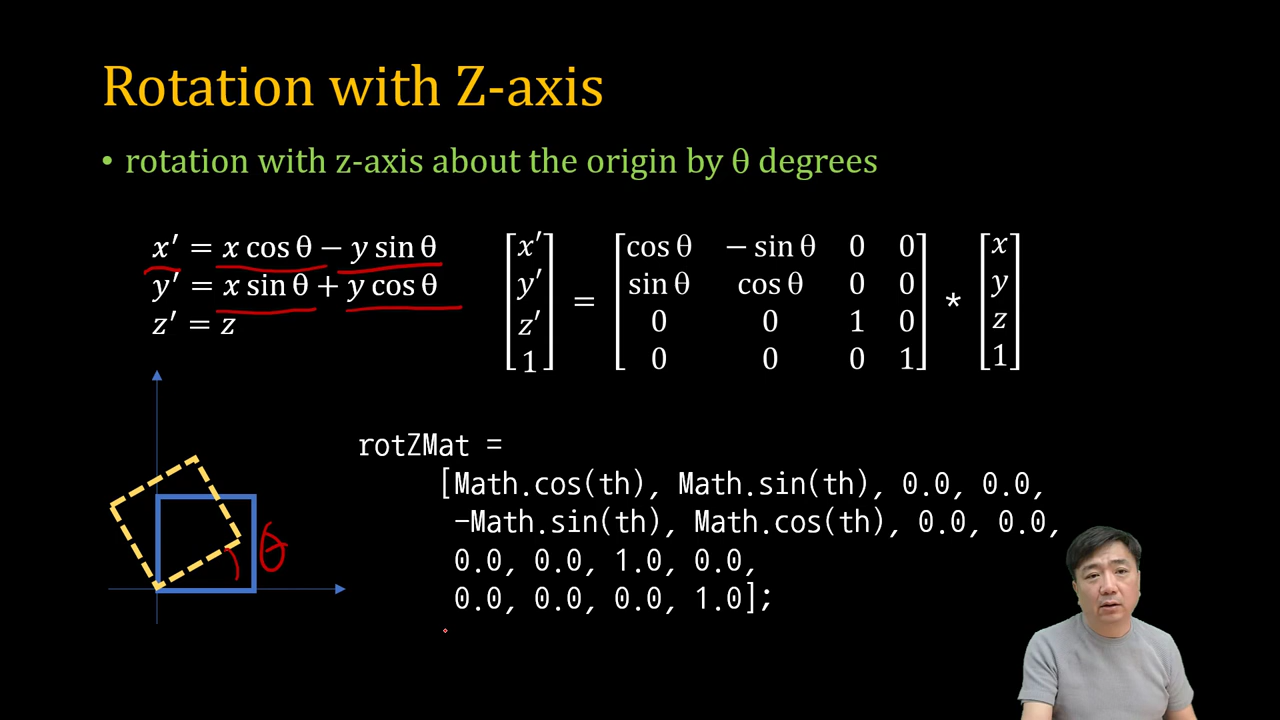 Rotation with Z-axis
• rotation with z-axis about the origin by θ degrees
x′ = x cos θ − y sin θ
y′ = x sin θ + y cos θ
z′ = z
[x′ y′ z′ 1] = [cos θ − sin θ 0 0
sin θ cos θ 0 0
0 0 1 0
0 0 0 1] * [x y z 1]
θ
rotZMat =
[Math.cos(th), Math.sin(th), 0.0, 0.0,
-Math.sin(th), Math.cos(th), 0.0, 0.0,
0.0, 0.0, 1.0, 0.0,
0.0, 0.0, 0.0, 1.0];